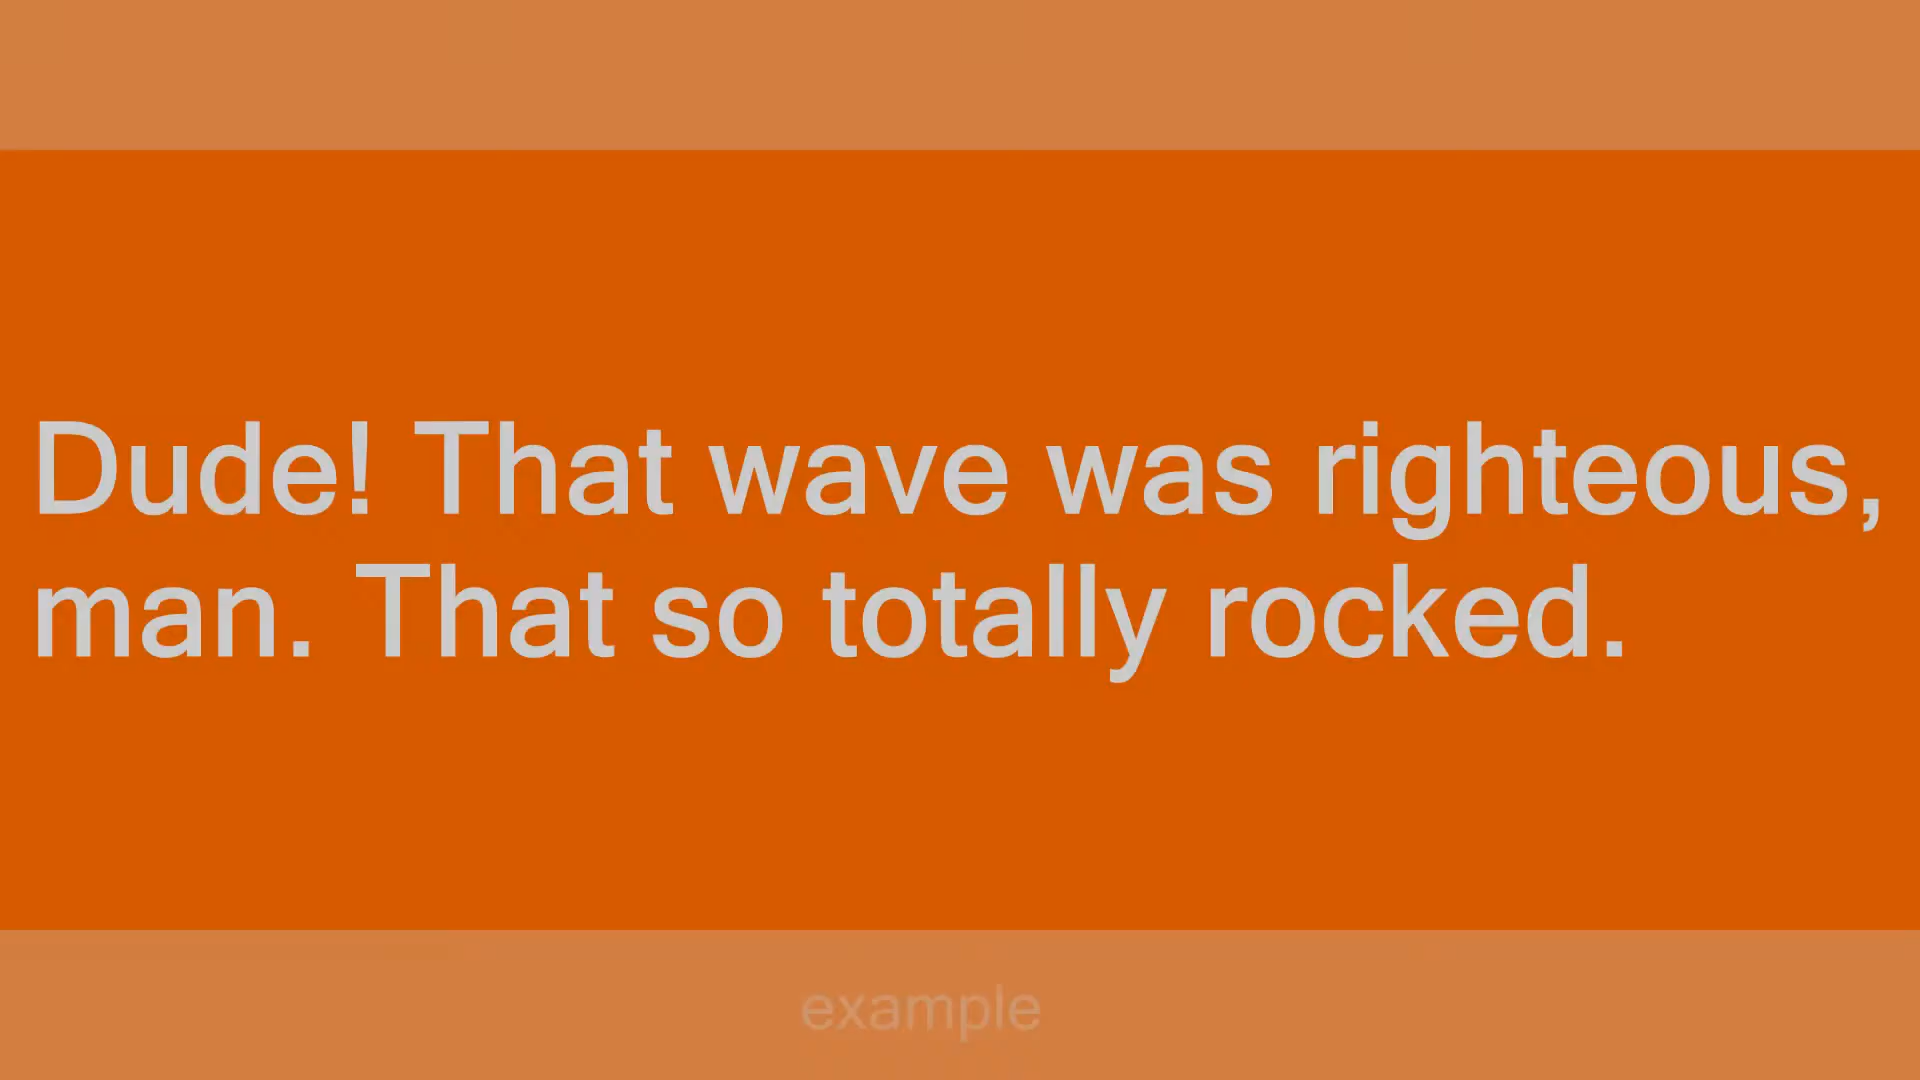 Dude! That wave was righteous,
man. That so totally rocked.
example